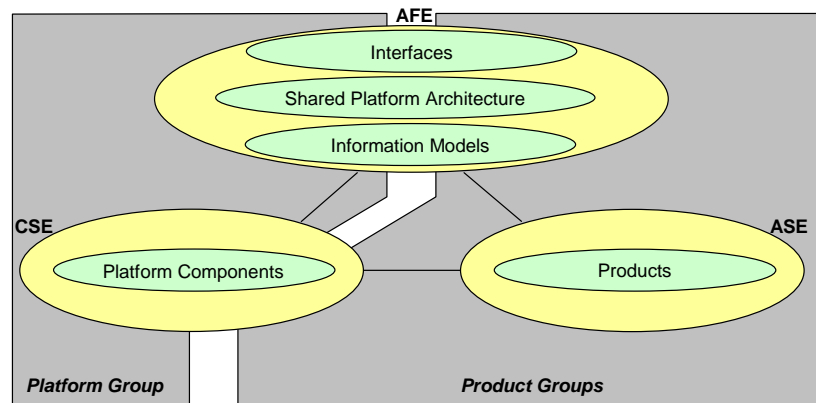 AFE
Interfaces
Shared Platform Architecture
Information Models
CSE
ASE
Platform Components
Products
Platform Group
Product Groups